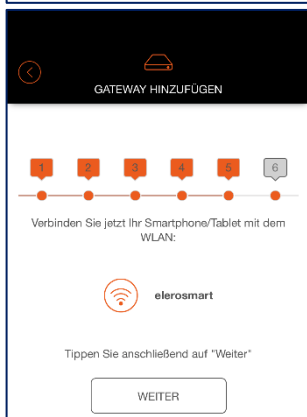 GATEWAY HINZUFÜGEN
1 2 3 4 5 6
Verbinden Sie jetzt Ihr Smartphone/Tablet mit dem
WLAN:
elerosmart
Tippen Sie anschließend auf "Weiter"
WEITER